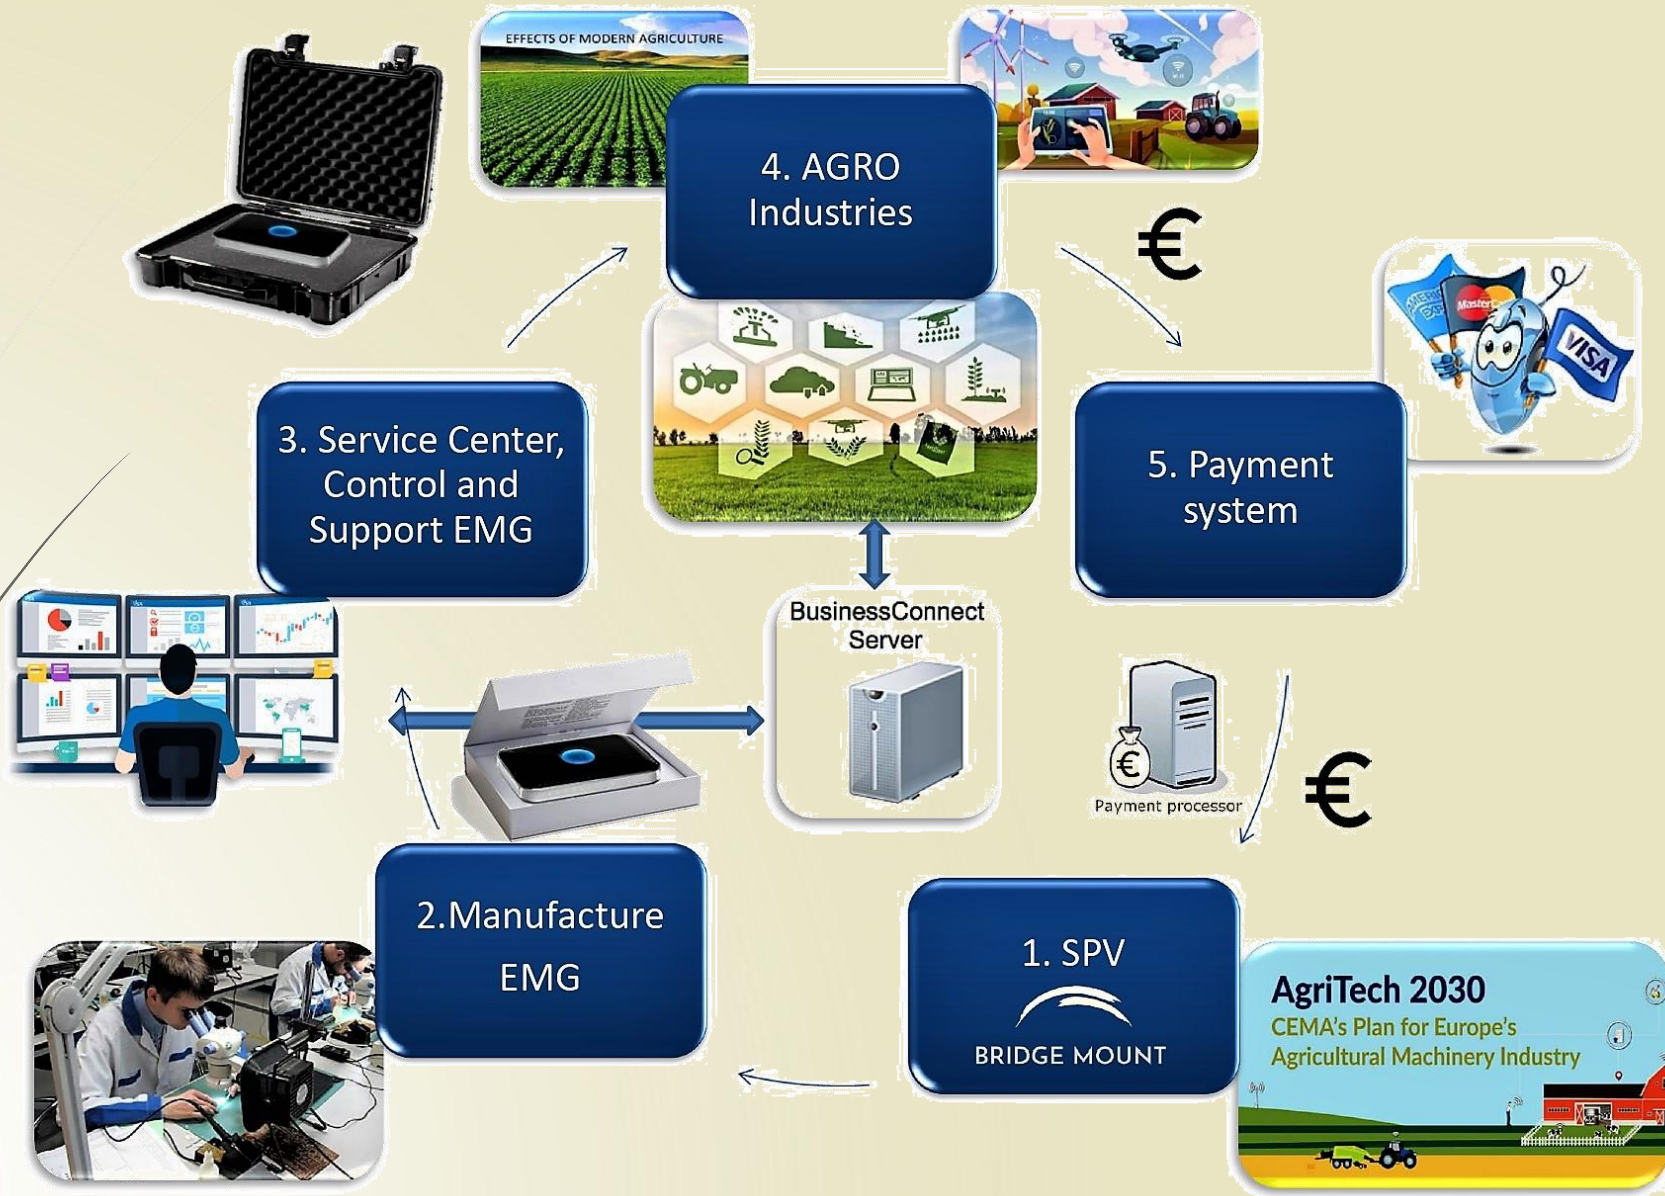 EFFECTS OF MODERN AGRICULTURE
4. AGRO
Industries
€
MasterCard
VISA
3. Service Center,
Control and
Support EMG
5. Payment
system
BusinessConnect
Server
€
Payment processor
€
2.Manufacture
EMG
1. SPV
BRIDGE MOUNT
AgriTech 2030
CEMA's Plan for Europe's
Agricultural Machinery Industry